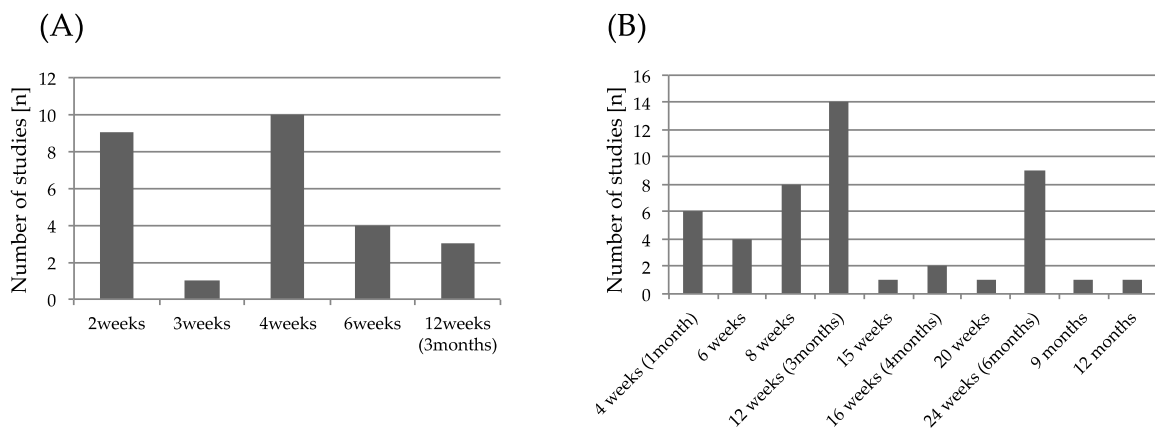 (A)
Number of studies [n]
12
10
8
6
4
2
0
2weeks
3weeks
4weeks
6weeks
12weeks
(3months)
(B)
Number of studies [n]
16
14
12
10
8
6
4
2
0
4 weeks (1month)
6 weeks
8 weeks
12 weeks (3months)
15 weeks
16 weeks (4months)
20 weeks
24 weeks (6months)
9 months
12 months